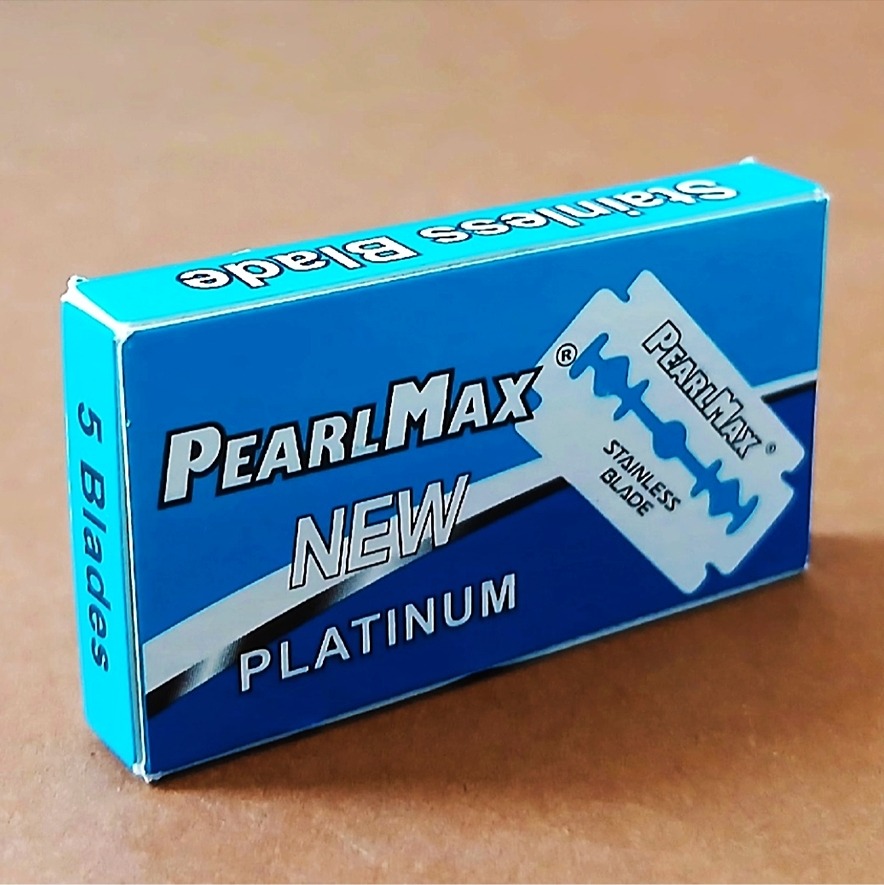 Stainless Blade
5 Blades
PEARLMAX®
NEW
PLATINUM
PEARLMAX®
STAINLESS
BLADE